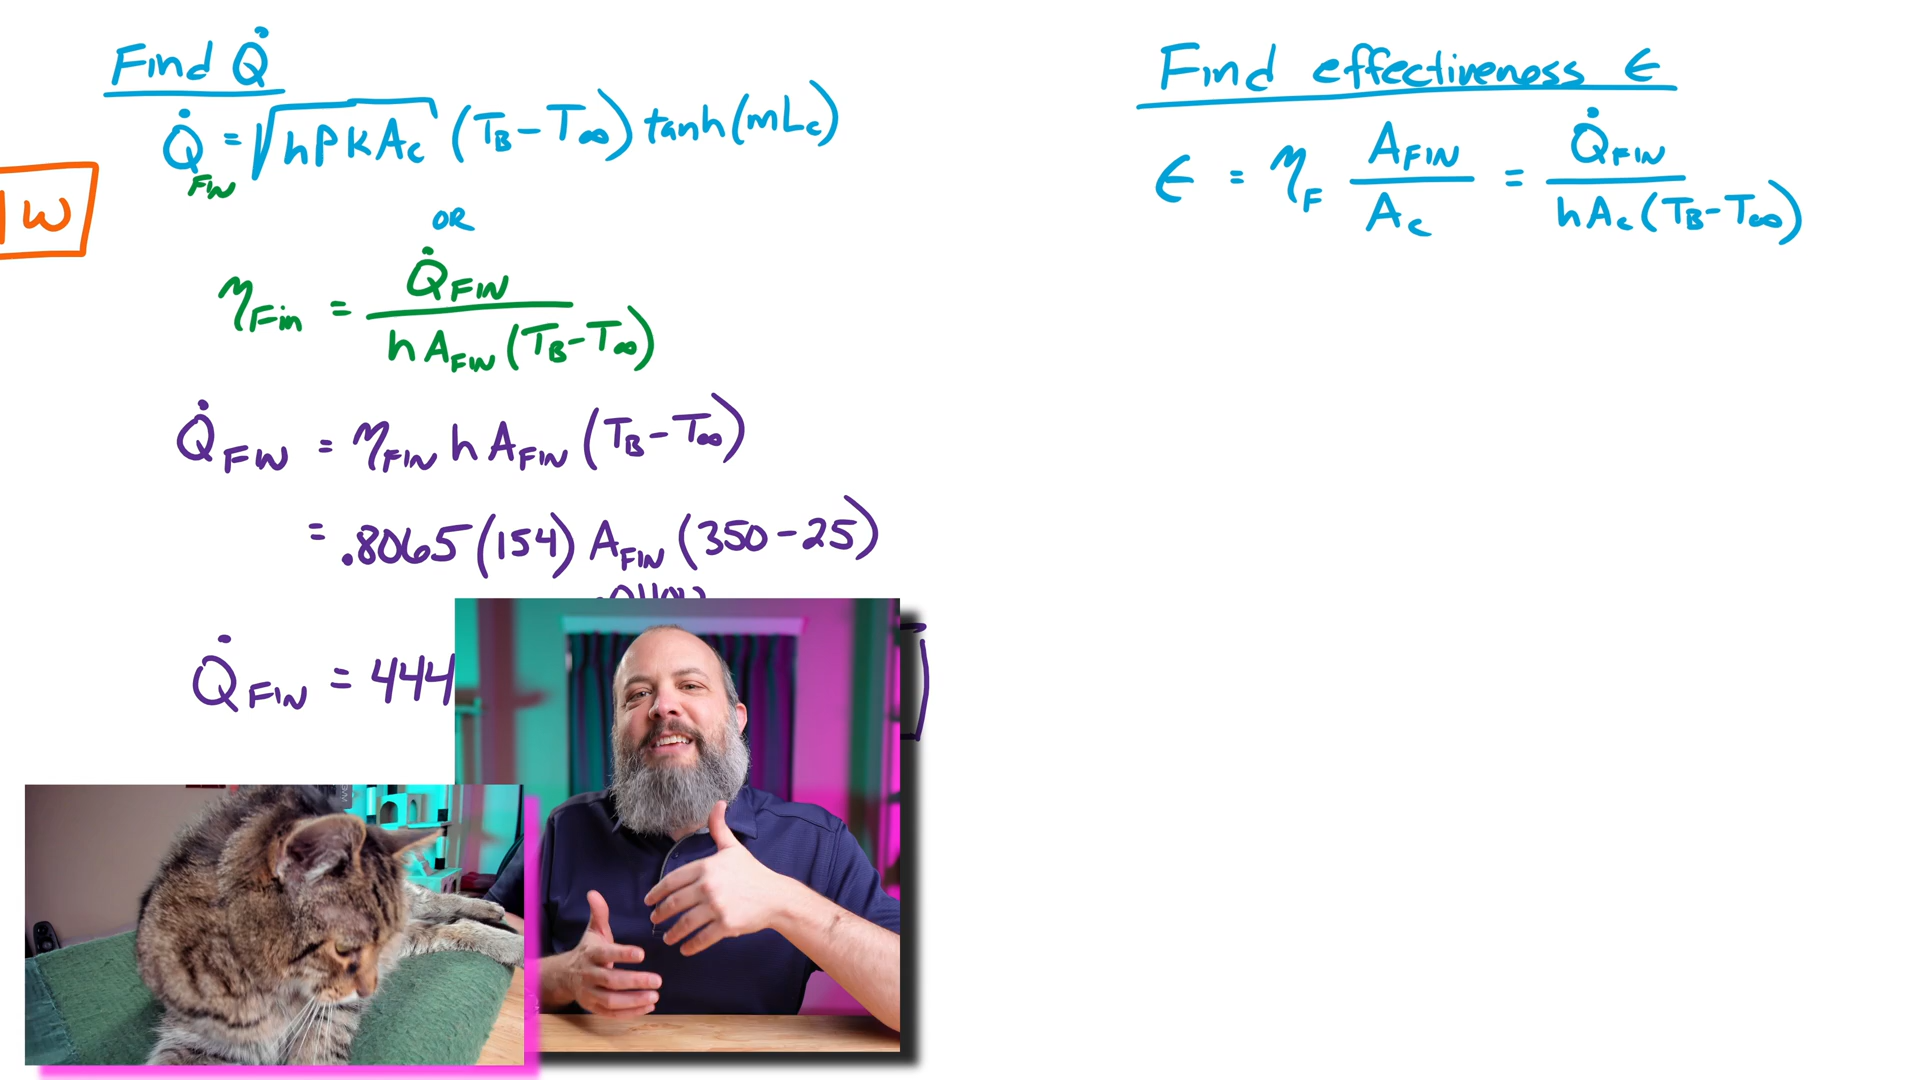 Find Q̇
Q̇FIN = √hPKAc (TB-T∞) tanh(mLc)
W
OR
ηFin = Q̇FIN / hAFIN (TB-T∞)
Q̇FIN = ηFIN h AFIN (TB-T∞)
= .8065 (154) AFIN (350-25)
Q̇FIN = 444
Find effectiveness ϵ
ϵ = ηF AFIN / Ac = Q̇FIN / hAc (TB-T∞)